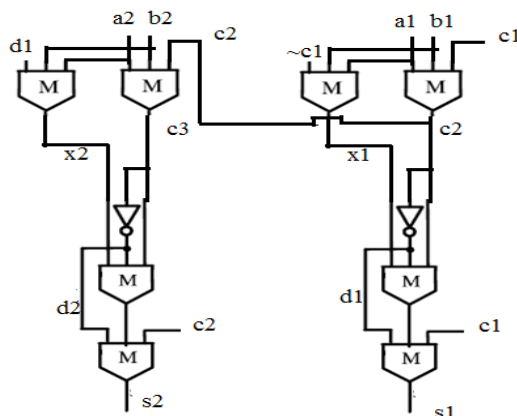 a2 b2 c2 a1 b1 c1
d1 ~c1
M M M M
c3 c2
x2 x1
M M
d2 d1
c2 c1
M M
s2 s1